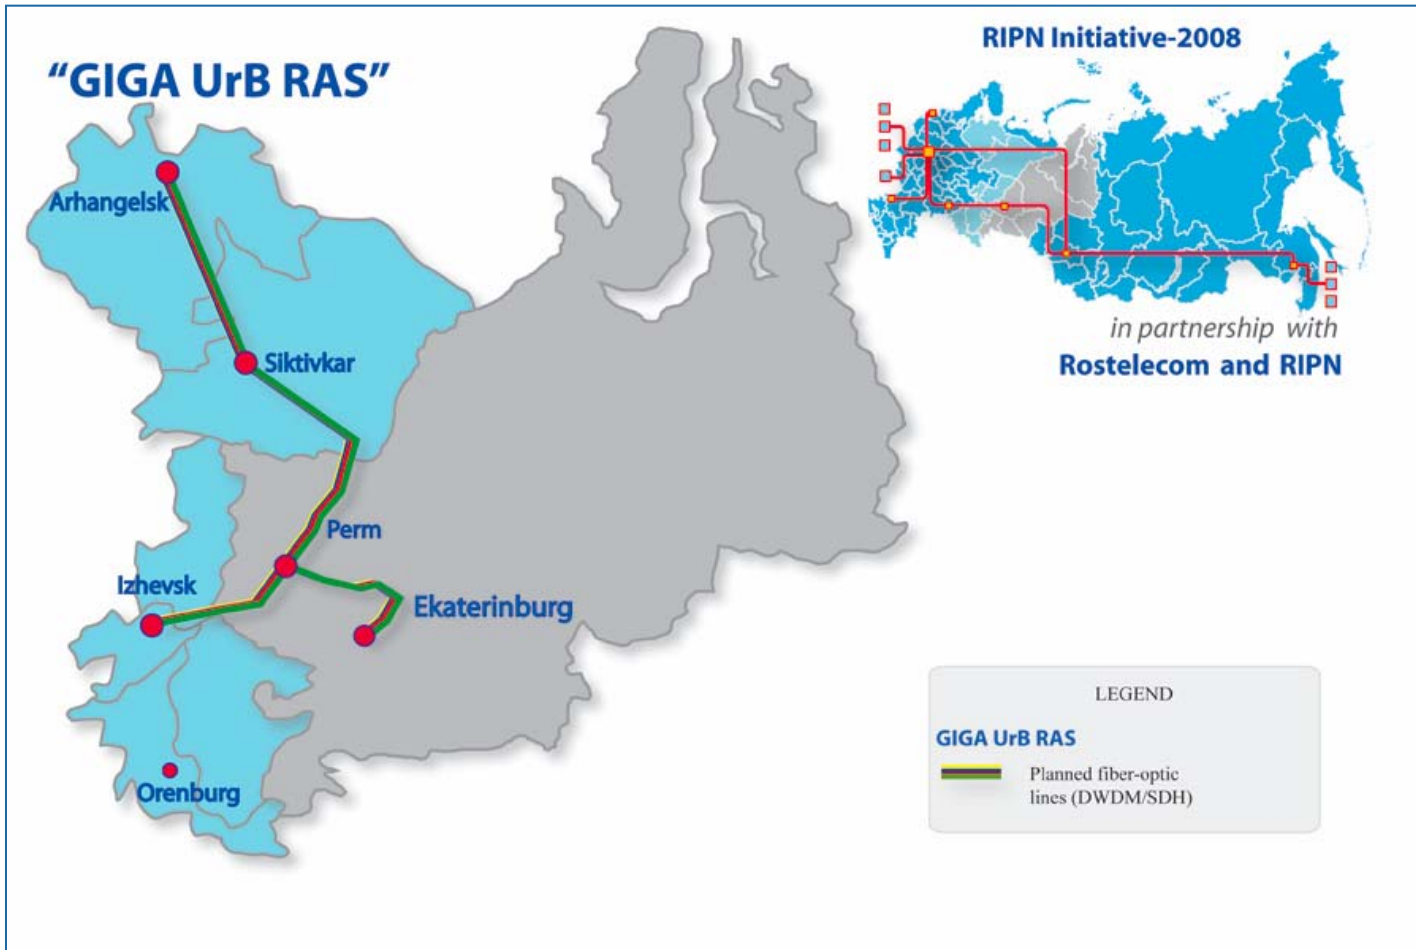 “GIGA UrB RAS”
RIPN Initiative-2008
Arhangelsk
in partnership with
Rostelecom and RIPN
Siktivkar
Perm
Izhevsk
Ekaterinburg
Orenburg
LEGEND
GIGA UrB RAS
Planned fiber-optic
lines (DWDM/SDH)